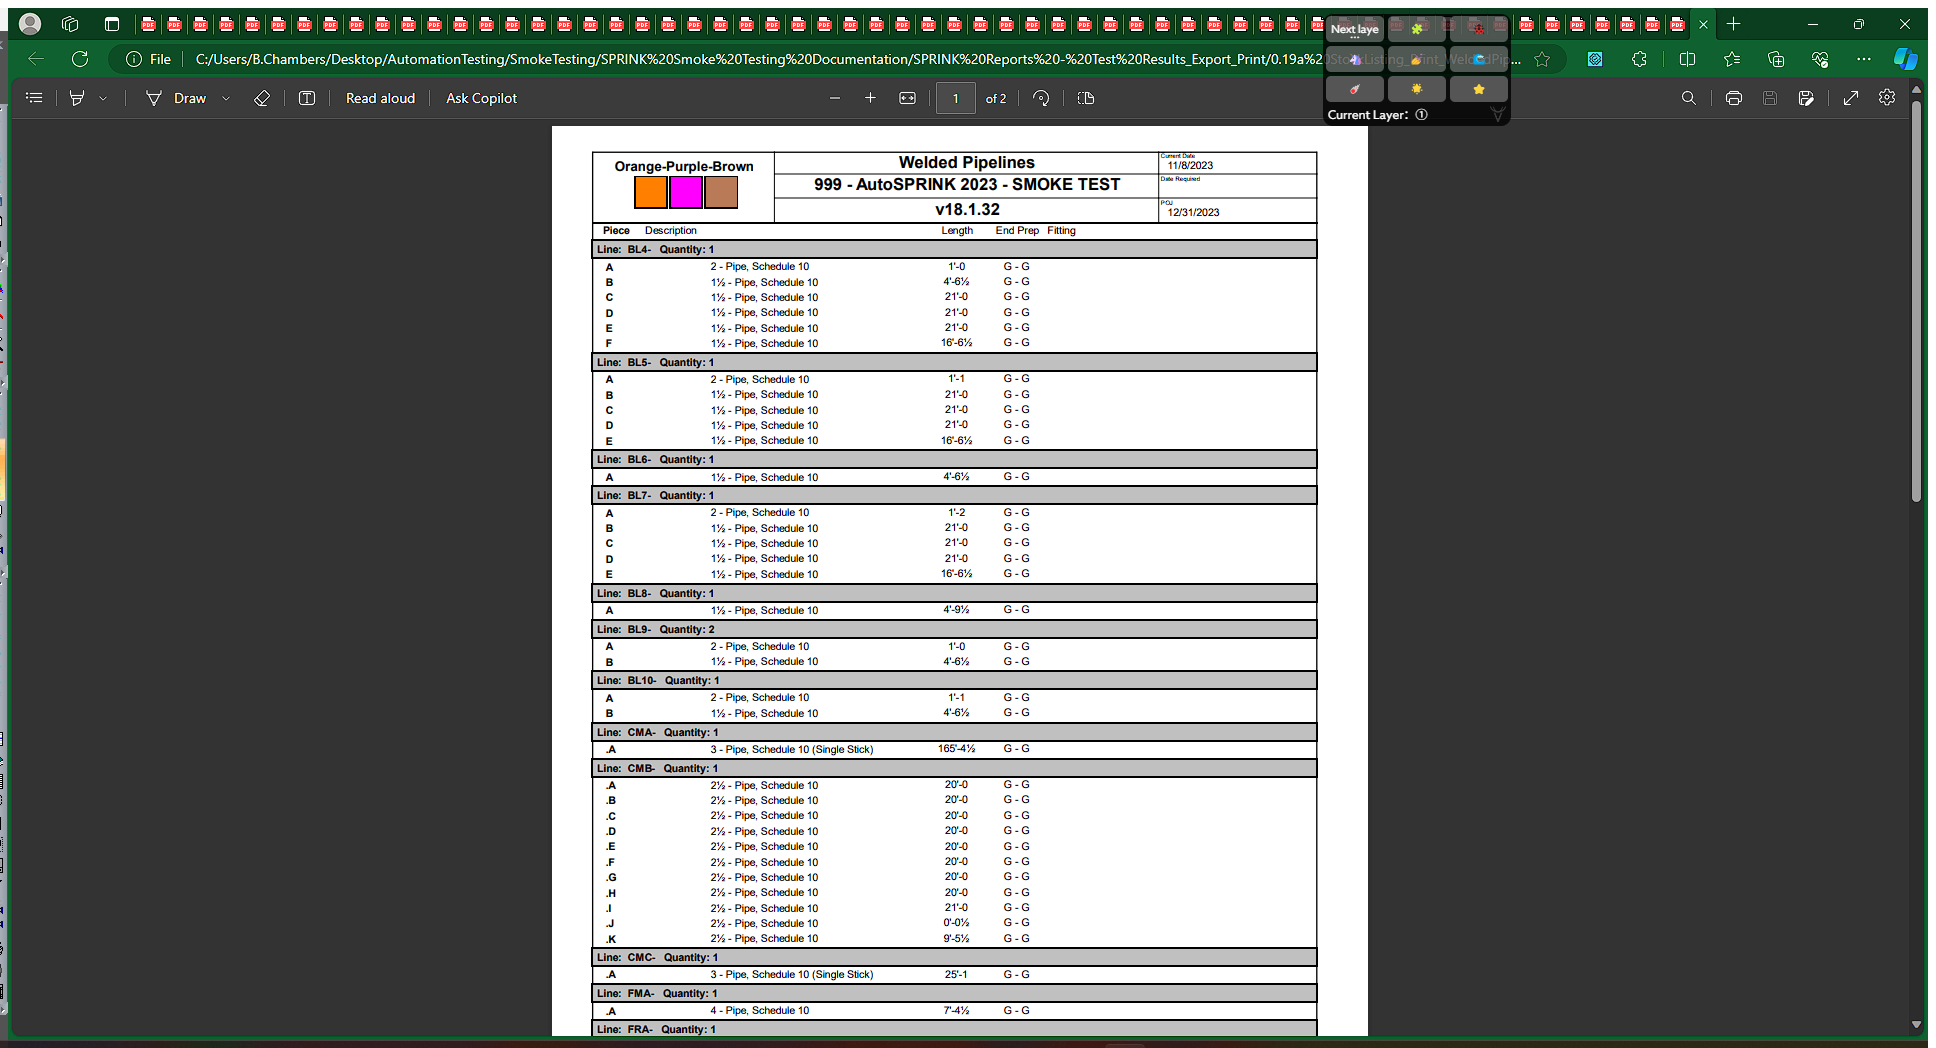 Next laye
File C:/Users/B.Chambers/Desktop/AutomationTesting/SmokeTesting/SPRINK%20Smoke%20Testing%20Documentation/SPRINK%20Reports%20-%20Test%20Results_Export_Print/0.19a%20
Draw Read aloud Ask Copilot 1 of 2
Current Layer: ①
Orange-Purple-Brown
Welded Pipelines
999 - AutoSPRINK 2023 - SMOKE TEST
v18.1.32
Current Date
11/8/2023
Date Required
POJ
12/31/2023
Piece Description Length End Prep Fitting
Line: BL4- Quantity: 1
A 2 - Pipe, Schedule 10 1'-0 G - G
B 1½ - Pipe, Schedule 10 4'-6½ G - G
C 1½ - Pipe, Schedule 10 21'-0 G - G
D 1½ - Pipe, Schedule 10 21'-0 G - G
E 1½ - Pipe, Schedule 10 21'-0 G - G
F 1½ - Pipe, Schedule 10 16'-6½ G - G
Line: BL5- Quantity: 1
A 2 - Pipe, Schedule 10 1'-1 G - G
B 1½ - Pipe, Schedule 10 21'-0 G - G
C 1½ - Pipe, Schedule 10 21'-0 G - G
D 1½ - Pipe, Schedule 10 21'-0 G - G
E 1½ - Pipe, Schedule 10 16'-6½ G - G
Line: BL6- Quantity: 1
A 1½ - Pipe, Schedule 10 4'-6½ G - G
Line: BL7- Quantity: 1
A 2 - Pipe, Schedule 10 1'-2 G - G
B 1½ - Pipe, Schedule 10 21'-0 G - G
C 1½ - Pipe, Schedule 10 21'-0 G - G
D 1½ - Pipe, Schedule 10 21'-0 G - G
E 1½ - Pipe, Schedule 10 16'-6½ G - G
Line: BL8- Quantity: 1
A 1½ - Pipe, Schedule 10 4'-9½ G - G
Line: BL9- Quantity: 2
A 2 - Pipe, Schedule 10 1'-0 G - G
B 1½ - Pipe, Schedule 10 4'-6½ G - G
Line: BL10- Quantity: 1
A 2 - Pipe, Schedule 10 1'-1 G - G
B 1½ - Pipe, Schedule 10 4'-6½ G - G
Line: CMA- Quantity: 1
.A 3 - Pipe, Schedule 10 (Single Stick) 165'-4½ G - G
Line: CMB- Quantity: 1
.A 2½ - Pipe, Schedule 10 20'-0 G - G
.B 2½ - Pipe, Schedule 10 20'-0 G - G
.C 2½ - Pipe, Schedule 10 20'-0 G - G
.D 2½ - Pipe, Schedule 10 20'-0 G - G
.E 2½ - Pipe, Schedule 10 20'-0 G - G
.F 2½ - Pipe, Schedule 10 20'-0 G - G
.G 2½ - Pipe, Schedule 10 20'-0 G - G
.H 2½ - Pipe, Schedule 10 20'-0 G - G
.I 2½ - Pipe, Schedule 10 21'-0 G - G
.J 2½ - Pipe, Schedule 10 0'-0½ G - G
.K 2½ - Pipe, Schedule 10 9'-5½ G - G
Line: CMC- Quantity: 1
.A 3 - Pipe, Schedule 10 (Single Stick) 25'-1 G - G
Line: FMA- Quantity: 1
.A 4 - Pipe, Schedule 10 7'-4½ G - G
Line: FRA- Quantity: 1